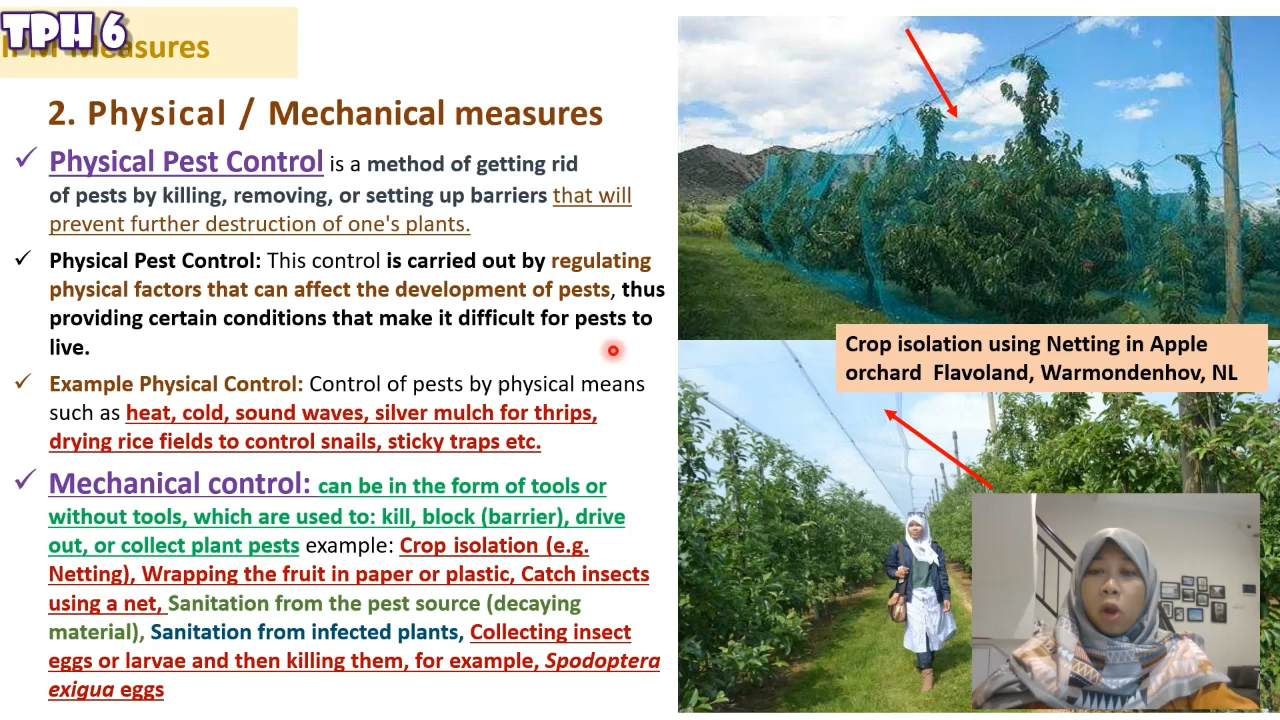 TPH 6
Measures
2. Physical / Mechanical measures
✓ Physical Pest Control is a method of getting rid
of pests by killing, removing, or setting up barriers that will
prevent further destruction of one's plants.
✓ Physical Pest Control: This control is carried out by regulating
physical factors that can affect the development of pests, thus
providing certain conditions that make it difficult for pests to
live.
✓ Example Physical Control: Control of pests by physical means
such as heat, cold, sound waves, silver mulch for thrips,
drying rice fields to control snails, sticky traps etc.
✓ Mechanical control: can be in the form of tools or
without tools, which are used to: kill, block (barrier), drive
out, or collect plant pests example: Crop isolation (e.g.
Netting), Wrapping the fruit in paper or plastic, Catch insects
using a net, Sanitation from the pest source (decaying
material), Sanitation from infected plants, Collecting insect
eggs or larvae and then killing them, for example, Spodoptera
exigua eggs
Crop isolation using Netting in Apple
orchard Flavoland, Warmondenhov, NL